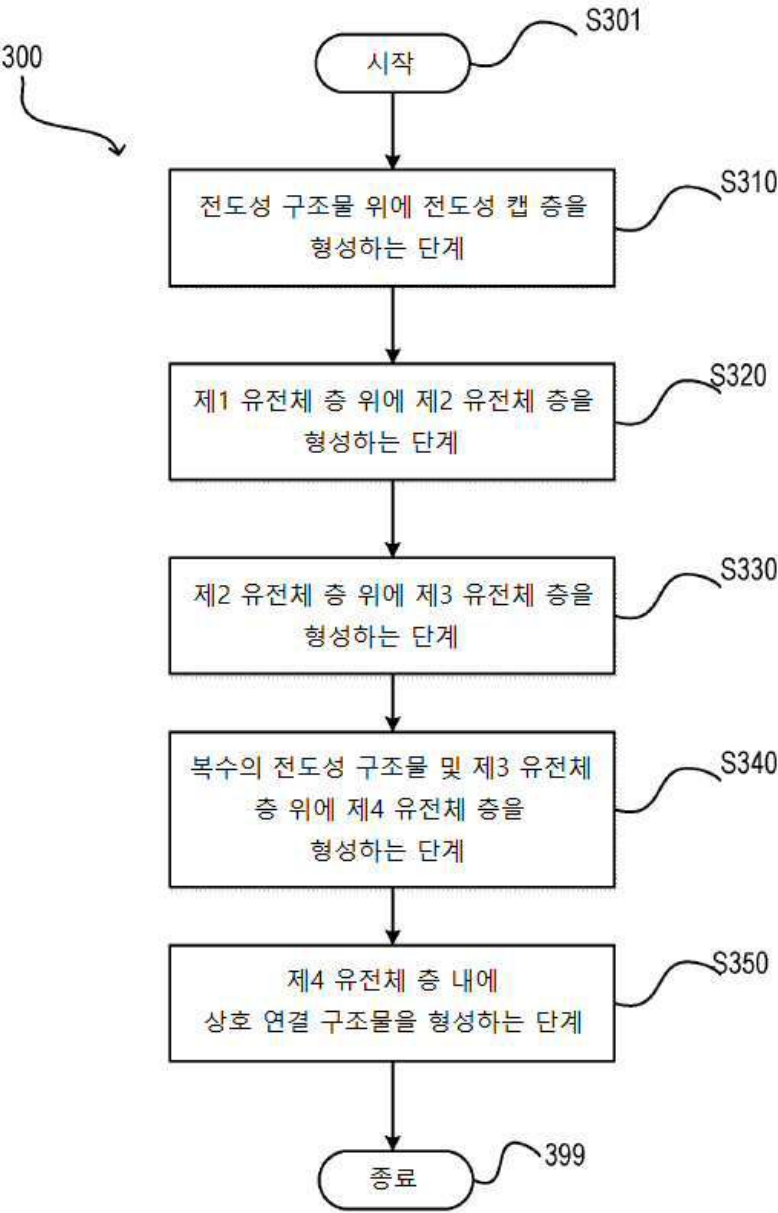 S301
시작
300
S310
전도성 구조물 위에 전도성 캡 층을
형성하는 단계
S320
제1 유전체 층 위에 제2 유전체 층을
형성하는 단계
S330
제2 유전체 층 위에 제3 유전체 층을
형성하는 단계
S340
복수의 전도성 구조물 및 제3 유전체
층 위에 제4 유전체 층을
형성하는 단계
S350
제4 유전체 층 내에
상호 연결 구조물을 형성하는 단계
399
종료